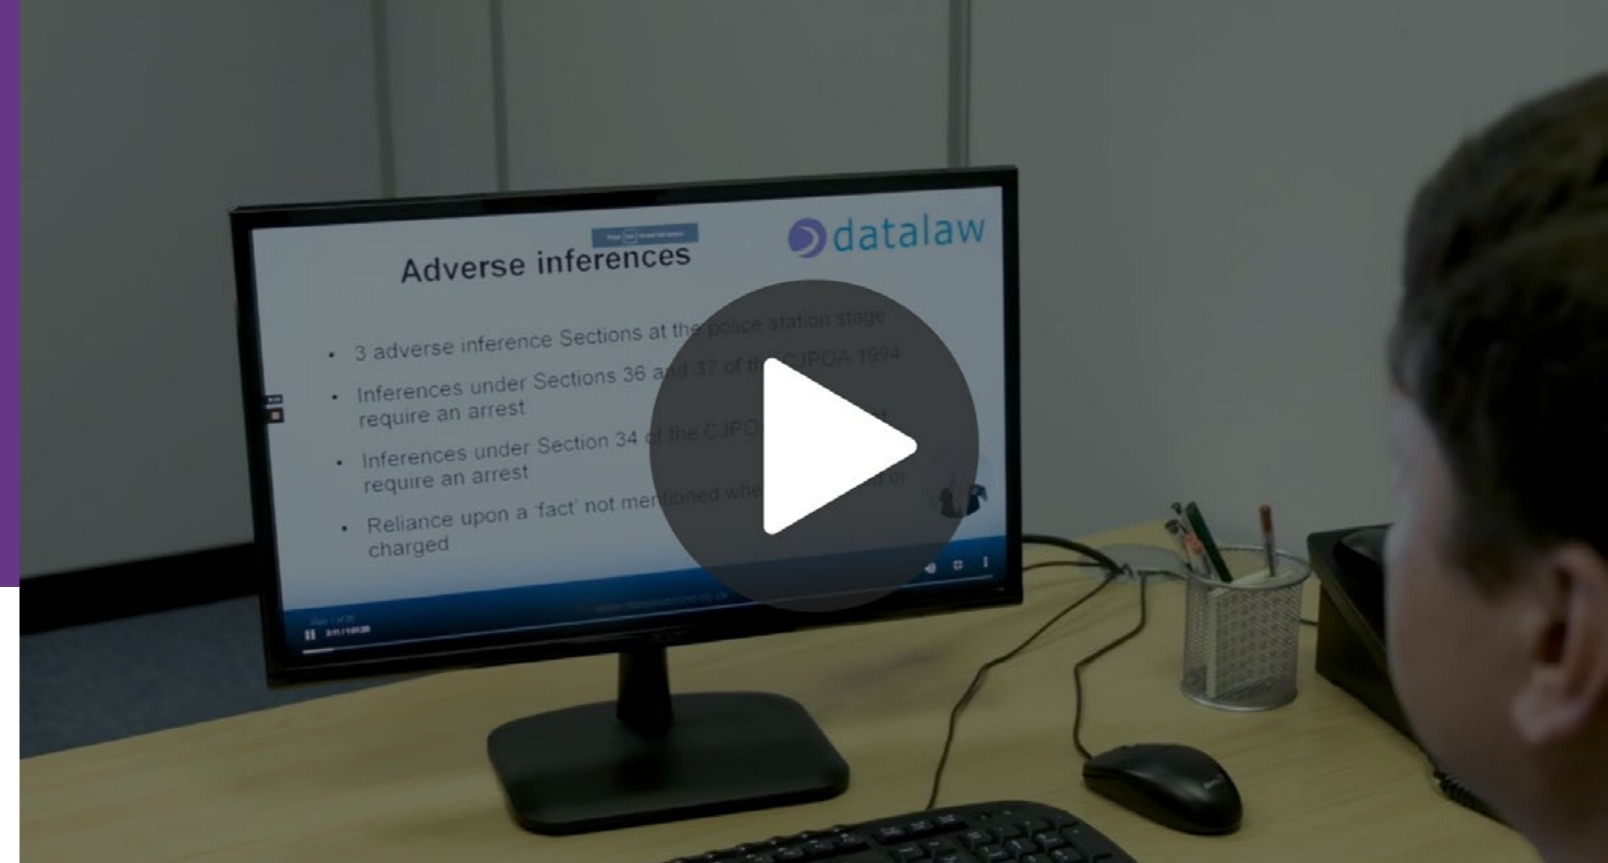 datalaw
Adverse inferences
• 3 adverse inference Sections at the police station stage
• Inferences under Sections 36 and 37 of the CJPOA 1994
require an arrest
• Inferences under Section 34 of the CJPO
require an arrest
• Reliance upon a ‘fact’ not mentioned or
charged